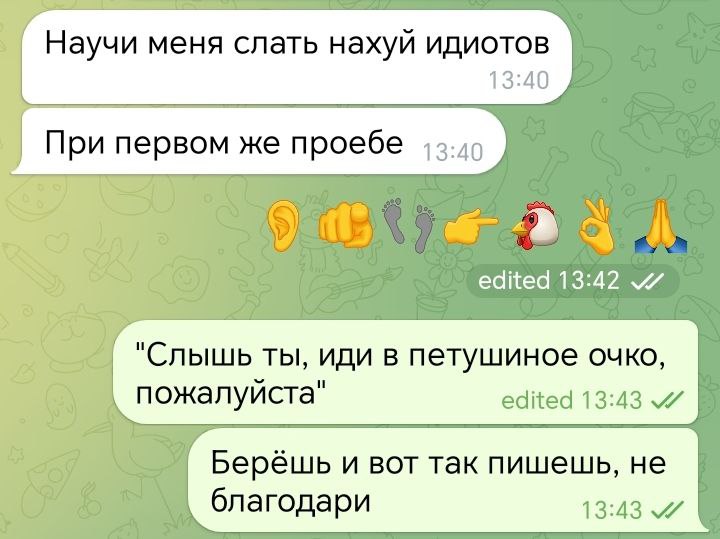 Научи меня слать нахуй идиотов
13:40
При первом же проебе 13:40
👂🫵👣👉🐔👌🙏
edited 13:42
"Слышь ты, иди в петушиное очко,
пожалуйста" edited 13:43
Берёшь и вот так пишешь, не
благодари 13:43